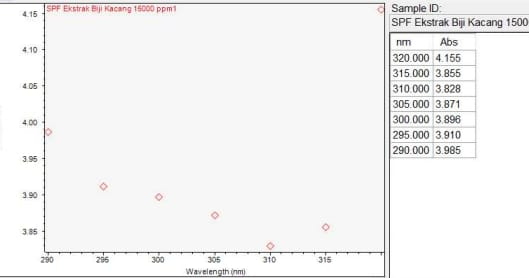 SPF Ekstrak Biji Kacang 15000 ppm1
4.15
4.10
4.05
4.00
3.95
3.90
3.85
290 295 300 305 310 315
Wavelength (nm)
Sample ID:
SPF Ekstrak Biji Kacang 1500
nm Abs
320.000 4.155
315.000 3.855
310.000 3.828
305.000 3.871
300.000 3.896
295.000 3.910
290.000 3.985